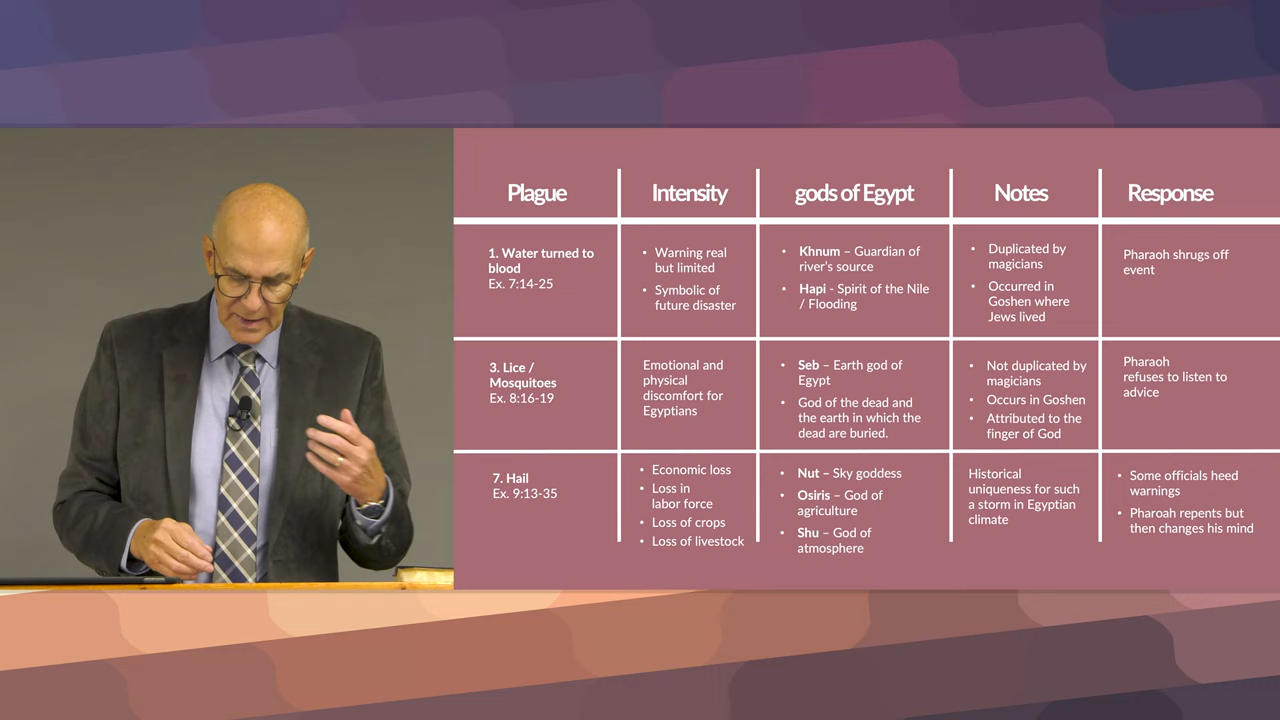 Plague
Intensity
gods of Egypt
Notes
Response
1. Water turned to
blood
Ex. 7:14-25
• Warning real
but limited
• Symbolic of
future disaster
• Khnum – Guardian of
river's source
• Hapi - Spirit of the Nile
/ Flooding
• Duplicated by
magicians
• Occurred in
Goshen where
Jews lived
Pharaoh shrugs off
event
3. Lice /
Mosquitoes
Ex. 8:16-19
Emotional and
physical
discomfort for
Egyptians
• Seb – Earth god of
Egypt
• God of the dead and
the earth in which the
dead are buried.
• Not duplicated by
magicians
• Occurs in Goshen
• Attributed to the
finger of God
Pharaoh
refuses to listen to
advice
7. Hail
Ex. 9:13-35
• Economic loss
• Loss in
labor force
• Loss of crops
• Loss of livestock
• Nut – Sky goddess
• Osiris – God of
agriculture
• Shu – God of
atmosphere
Historical
uniqueness for such
a storm in Egyptian
climate
• Some officials heed
warnings
• Pharoah repents but
then changes his mind